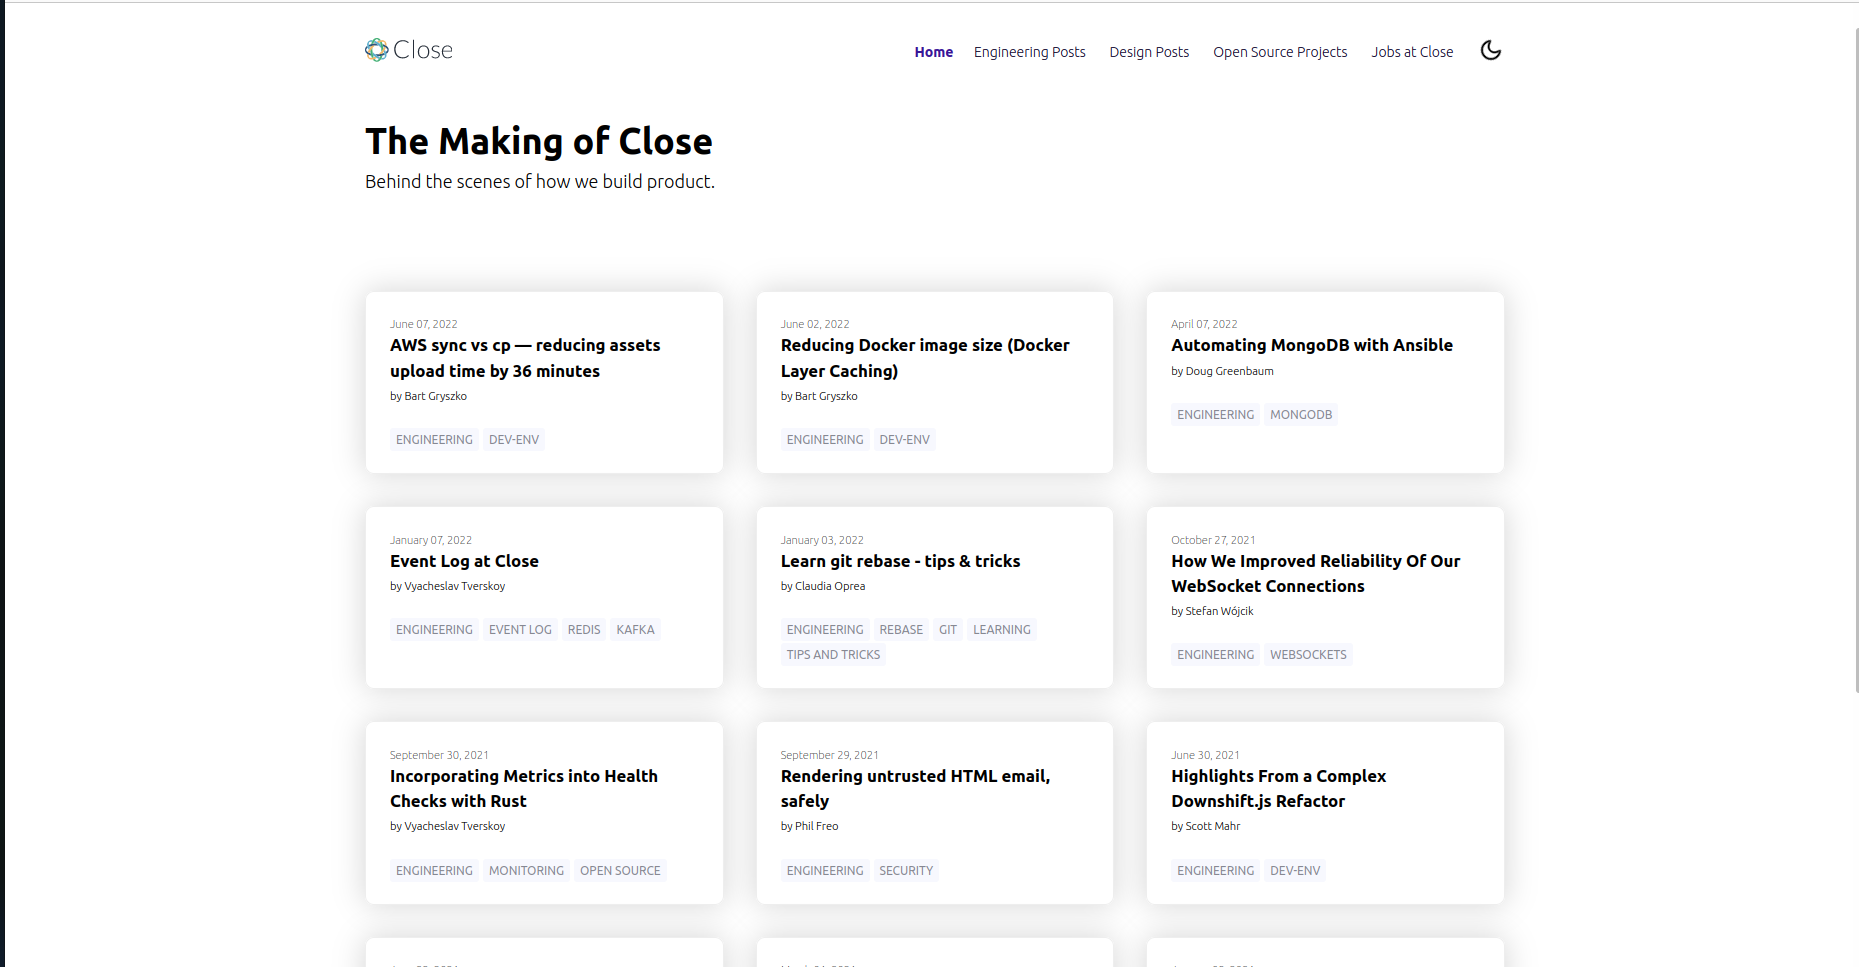 Close
Home Engineering Posts Design Posts Open Source Projects Jobs at Close
The Making of Close
Behind the scenes of how we build product.
June 07, 2022
AWS sync vs cp — reducing assets
upload time by 36 minutes
by Bart Gryszko
ENGINEERING DEV-ENV
June 02, 2022
Reducing Docker image size (Docker
Layer Caching)
by Bart Gryszko
ENGINEERING DEV-ENV
April 07, 2022
Automating MongoDB with Ansible
by Doug Greenbaum
ENGINEERING MONGODB
January 07, 2022
Event Log at Close
by Vyacheslav Tverskoy
ENGINEERING EVENT LOG REDIS KAFKA
January 03, 2022
Learn git rebase - tips & tricks
by Claudia Oprea
ENGINEERING REBASE GIT LEARNING
TIPS AND TRICKS
October 27, 2021
How We Improved Reliability Of Our
WebSocket Connections
by Stefan Wójcik
ENGINEERING WEBSOCKETS
September 30, 2021
Incorporating Metrics into Health
Checks with Rust
by Vyacheslav Tverskoy
ENGINEERING MONITORING OPEN SOURCE
September 29, 2021
Rendering untrusted HTML email,
safely
by Phil Freo
ENGINEERING SECURITY
June 30, 2021
Highlights From a Complex
Downshift.js Refactor
by Scott Mahr
ENGINEERING DEV-ENV